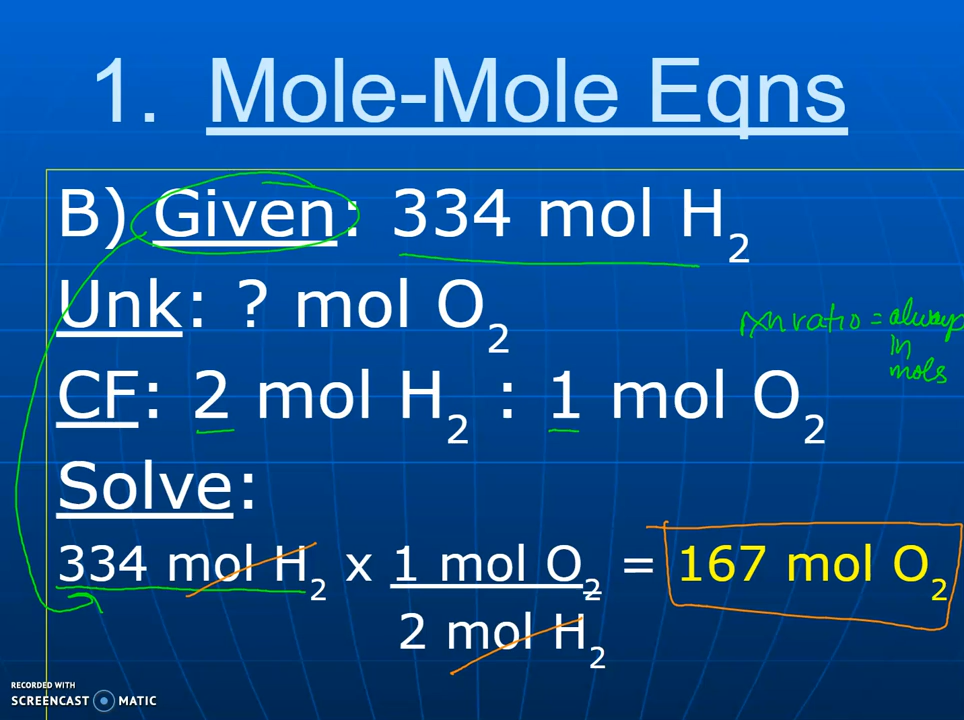 1. Mole-Mole Eqns
B) Given: 334 mol H₂
Unk: ? mol O₂
rxn ratio = always
in
mols
CF: 2 mol H₂ : 1 mol O₂
Solve:
334 mol H₂ x 1 mol O₂ = 167 mol O₂
2 mol H₂
RECORDED WITH
SCREENCAST MATIC